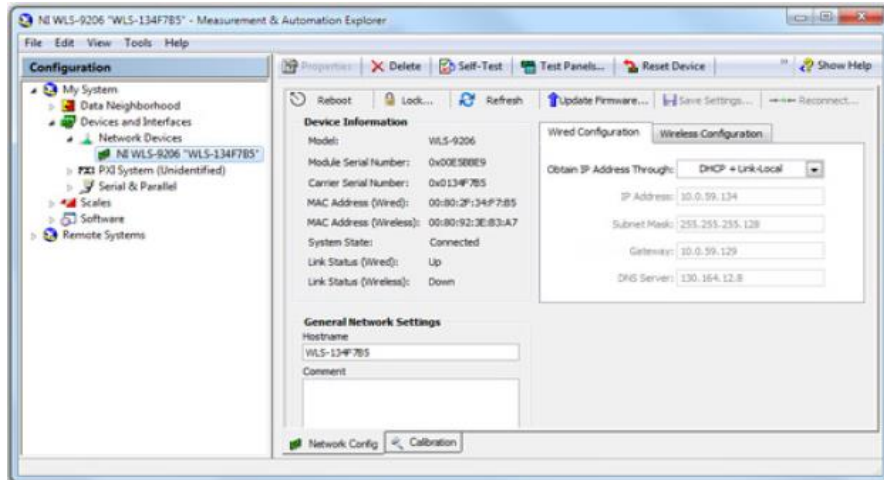 NI WLS-9206 "WLS-134F7B5" - Measurement & Automation Explorer
File Edit View Tools Help
Configuration
My System
Data Neighborhood
Devices and Interfaces
Network Devices
NI WLS-9206 "WLS-134F7B5"
PXI PXI System (Unidentified)
Serial & Parallel
Scales
Software
Remote Systems
Properties Delete Self-Test Test Panels... Reset Device » Show Help
Reboot Lock... Refresh Update Firmware... Save Settings... Reconnect...
Device Information
Model: WLS-9206
Module Serial Number: 0x00E5BBE9
Carrier Serial Number: 0x0134F7B5
MAC Address (Wired): 00:80:2F:34:F7:B5
MAC Address (Wireless): 00:80:92:3E:B3:A7
System State: Connected
Link Status (Wired): Up
Link Status (Wireless): Down
Wired Configuration Wireless Configuration
Obtain IP Address Through: DHCP + Link-Local
IP Address: 10.0.59.134
Subnet Mask: 255.255.255.128
Gateway: 10.0.59.129
DNS Server: 130.164.12.8
General Network Settings
Hostname
WLS-134F7B5
Comment
Network Config Calibration